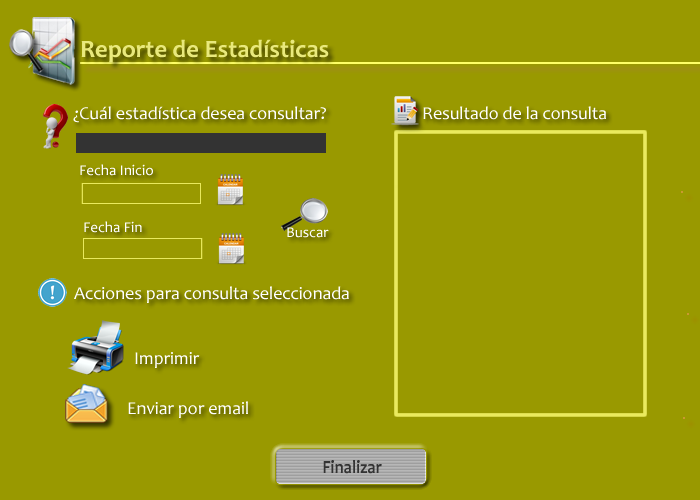 Reporte de Estadísticas
¿Cuál estadística desea consultar?
Fecha Inicio
Fecha Fin
Buscar
Acciones para consulta seleccionada
Imprimir
Enviar por email
Resultado de la consulta
Finalizar